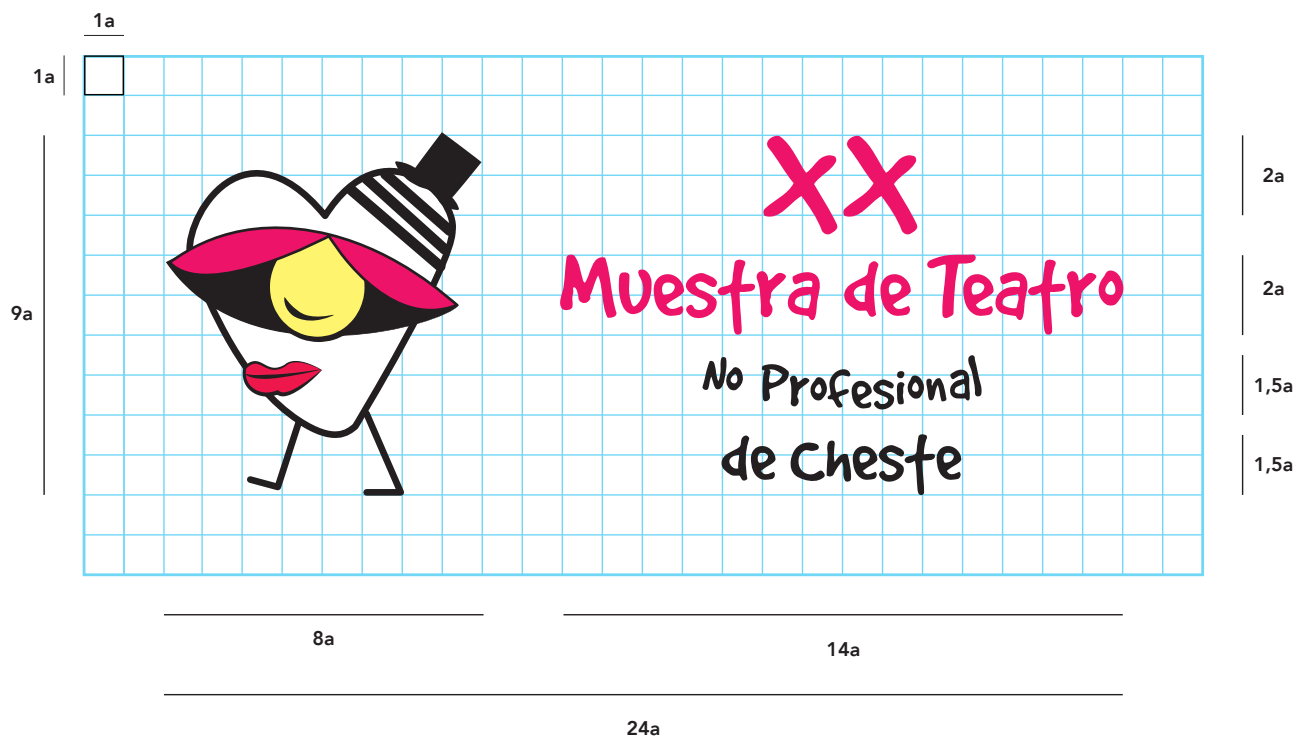 1a
1a
XX
2a
Muestra de Teatro
2a
9a
No Profesional
1,5a
de Cheste
1,5a
8a
14a
24a